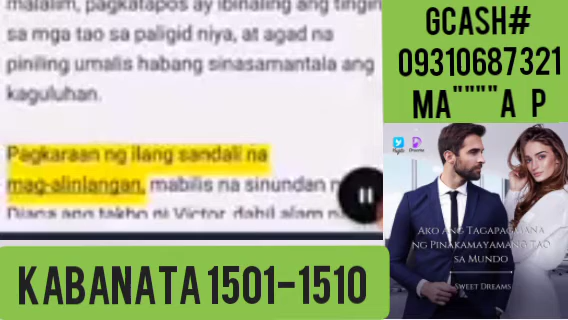 malalim, pagkatapos ay ibinaling ang tingin
sa mga tao sa paligid niya, at agad na
piniling umalis habang sinasamantala ang
kaguluhan.
Pagkaraan ng ilang sandali na
mag-alinlangan, mabilis na sinundan
Diana ang takbo ni Victor, dahil alam
KABANATA 1501-1510
GCASH#
09310687321
MA""""A P
Dreams
AKO ANG TAGAPAGMANA
NG PINAKAMAYAMANG TAO
SA MUNDO
SWEET DREAMS